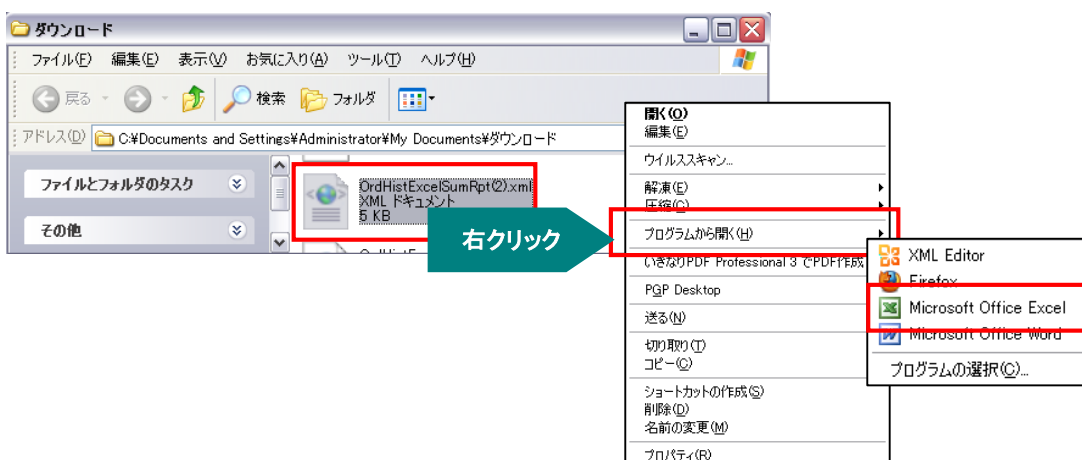 ダウンロード
ファイル(F) 編集(E) 表示(V) お気に入り(A) ツール(T) ヘルプ(H)
戻る 検索 フォルダ
アドレス(D) C:¥Documents and Settings¥Administrator¥My Documents¥ダウンロード
ファイルとフォルダのタスク
その他
OrdHistExcelSumRpt(2).xml
XML ドキュメント
5 KB
右クリック
開く(O)
編集(E)
ウイルススキャン...
解凍(E)
圧縮(C)
プログラムから開く(H)
いきなりPDF Professional 3 でPDF作成
PGP Desktop
送る(N)
切り取り(T)
コピー(C)
ショートカットの作成(S)
削除(D)
名前の変更(M)
プロパティ(R)
XML Editor
Firefox
Microsoft Office Excel
Microsoft Office Word
プログラムの選択(C)...